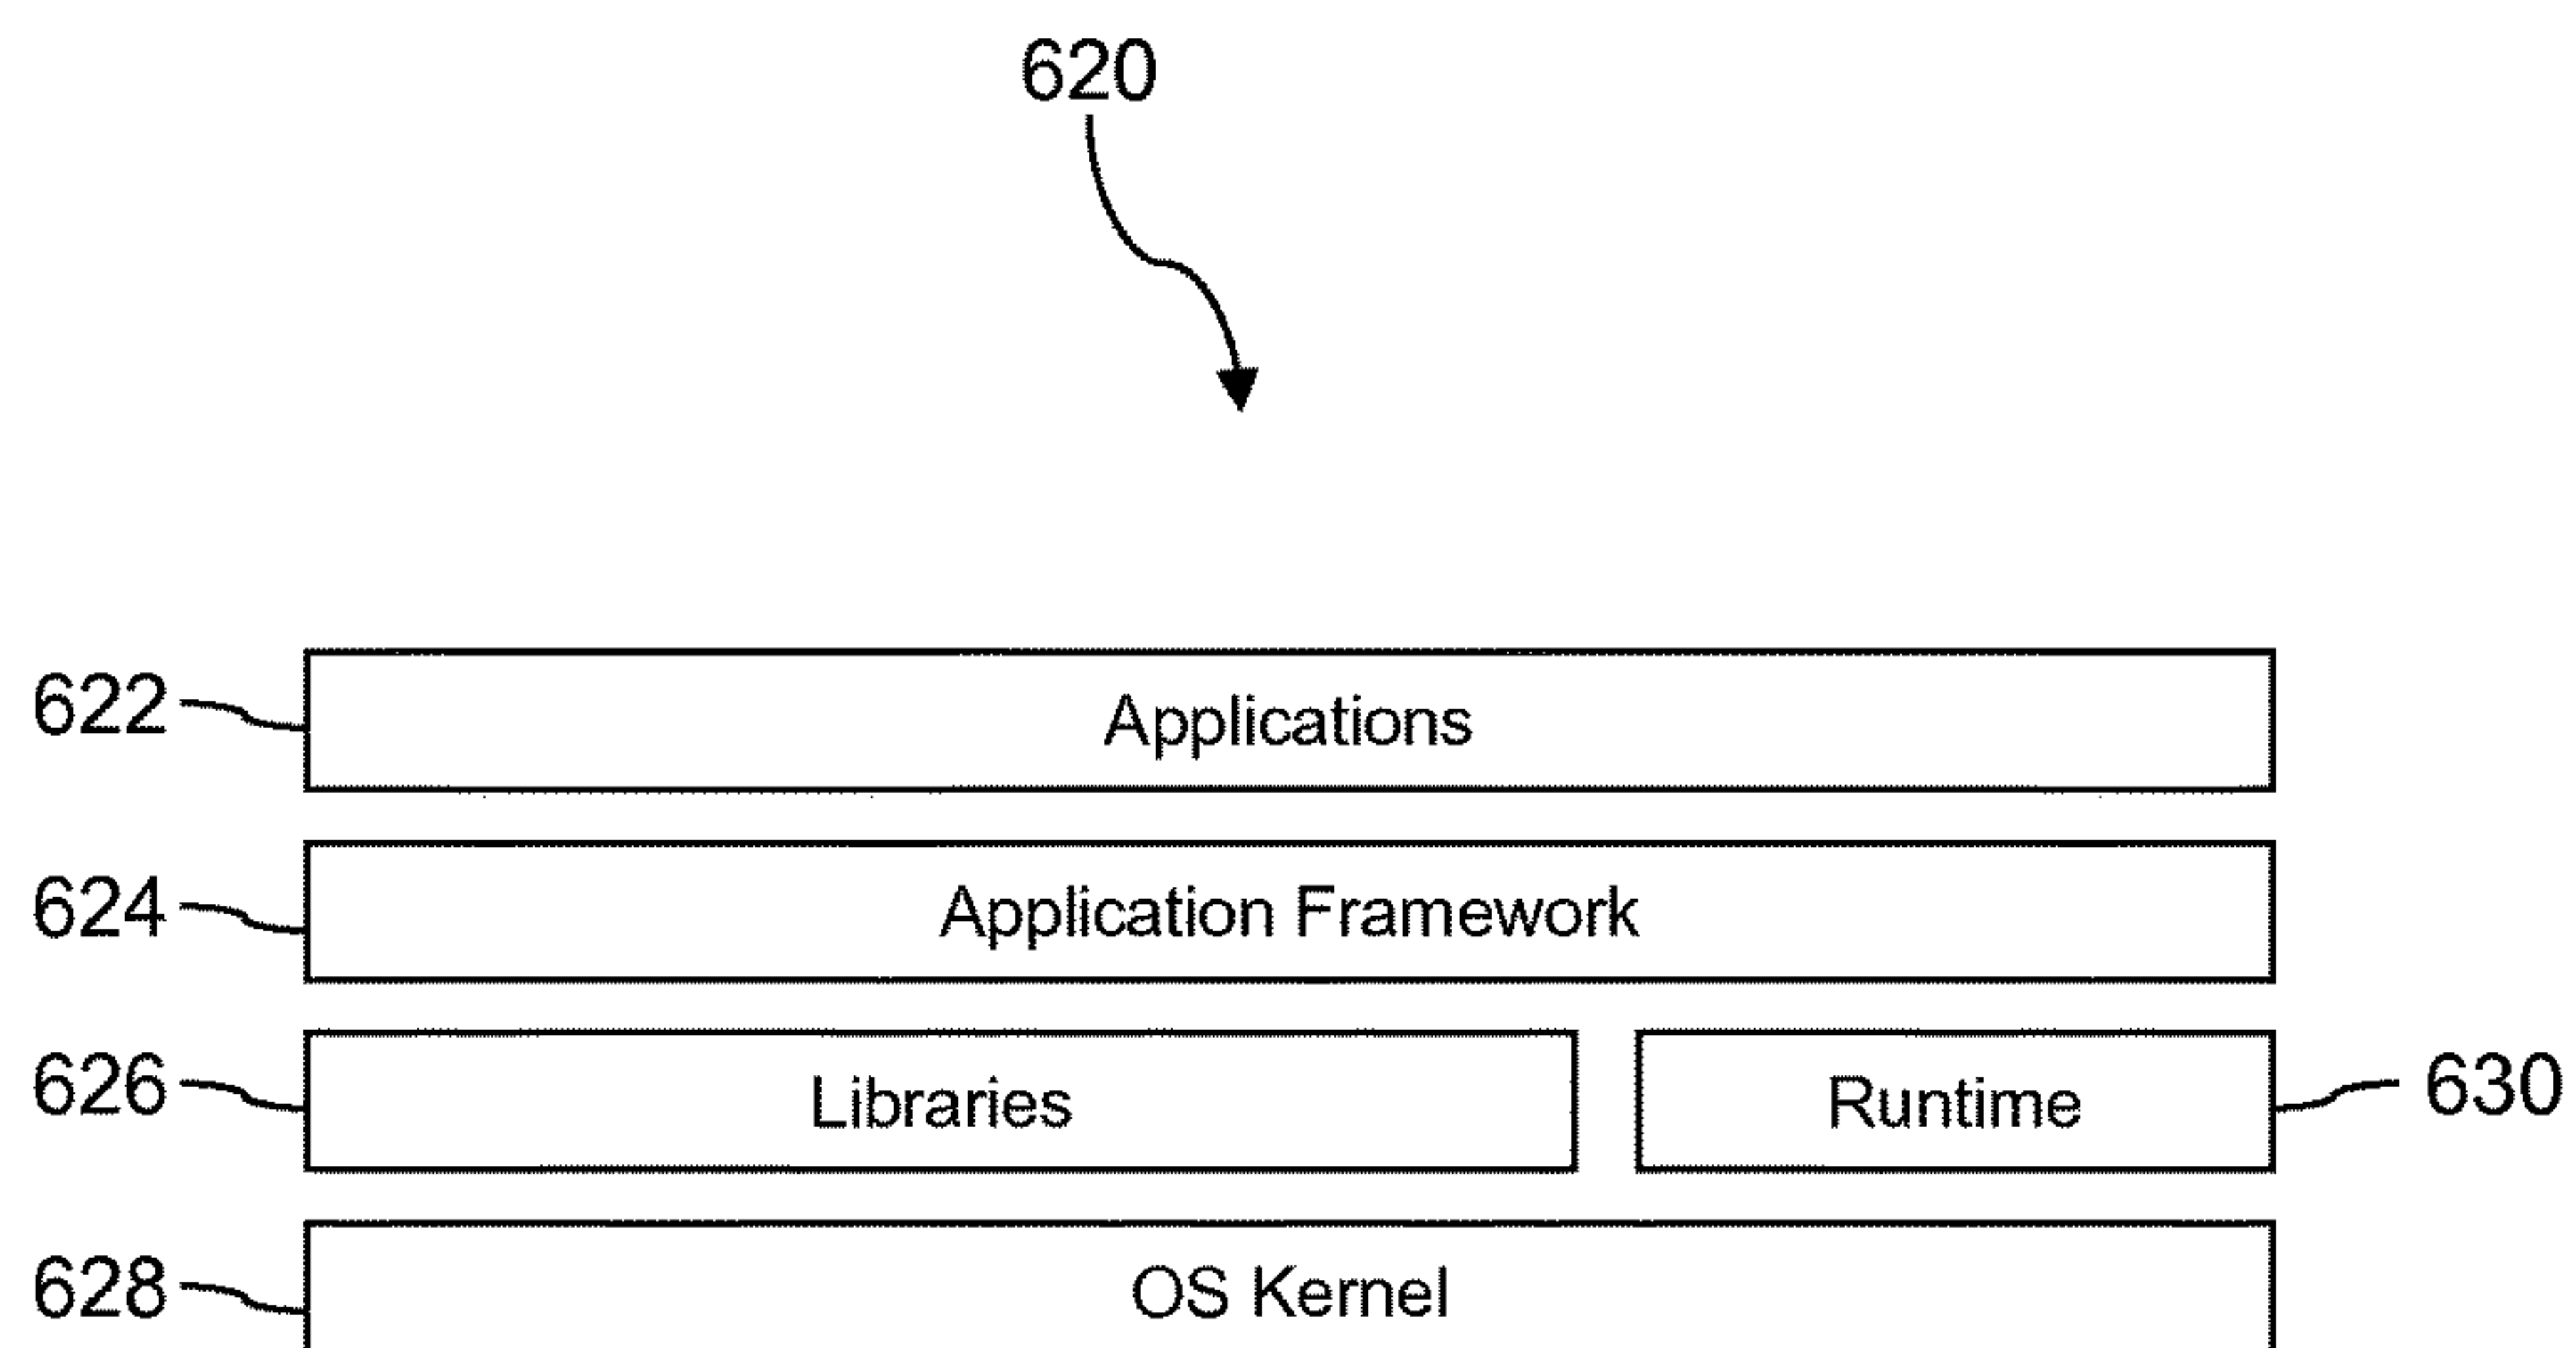 620
622 Applications
624 Application Framework
626 Libraries Runtime 630
628 OS Kernel